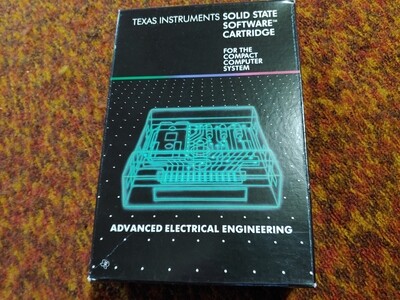 TEXAS INSTRUMENTS SOLID STATE
SOFTWARE™
CARTRIDGE
FOR THE
COMPACT
COMPUTER
SYSTEM
ADVANCED ELECTRICAL ENGINEERING